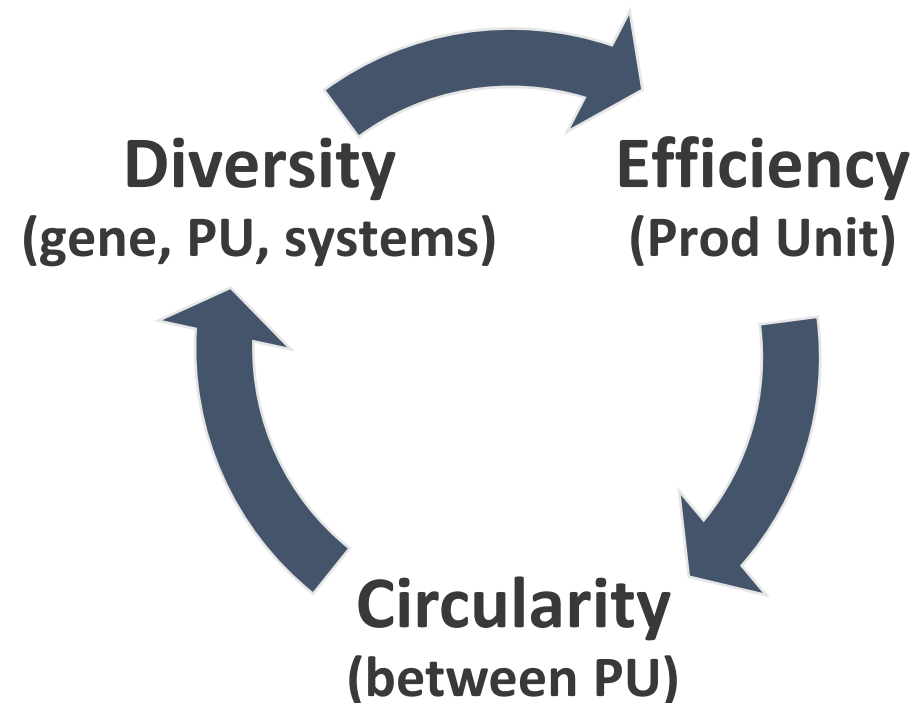 Diversity
(gene, PU, systems)
Efficiency
(Prod Unit)
Circularity
(between PU)